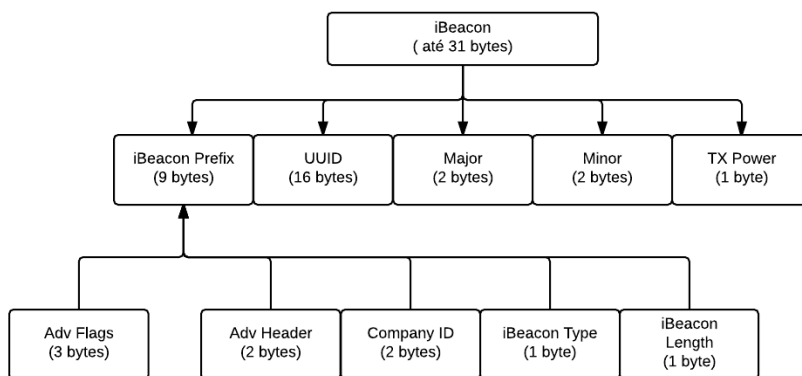 iBeacon
( até 31 bytes)
iBeacon Prefix
(9 bytes)
UUID
(16 bytes)
Major
(2 bytes)
Minor
(2 bytes)
TX Power
(1 byte)
Adv Flags
(3 bytes)
Adv Header
(2 bytes)
Company ID
(2 bytes)
iBeacon Type
(1 byte)
iBeacon
Length
(1 byte)